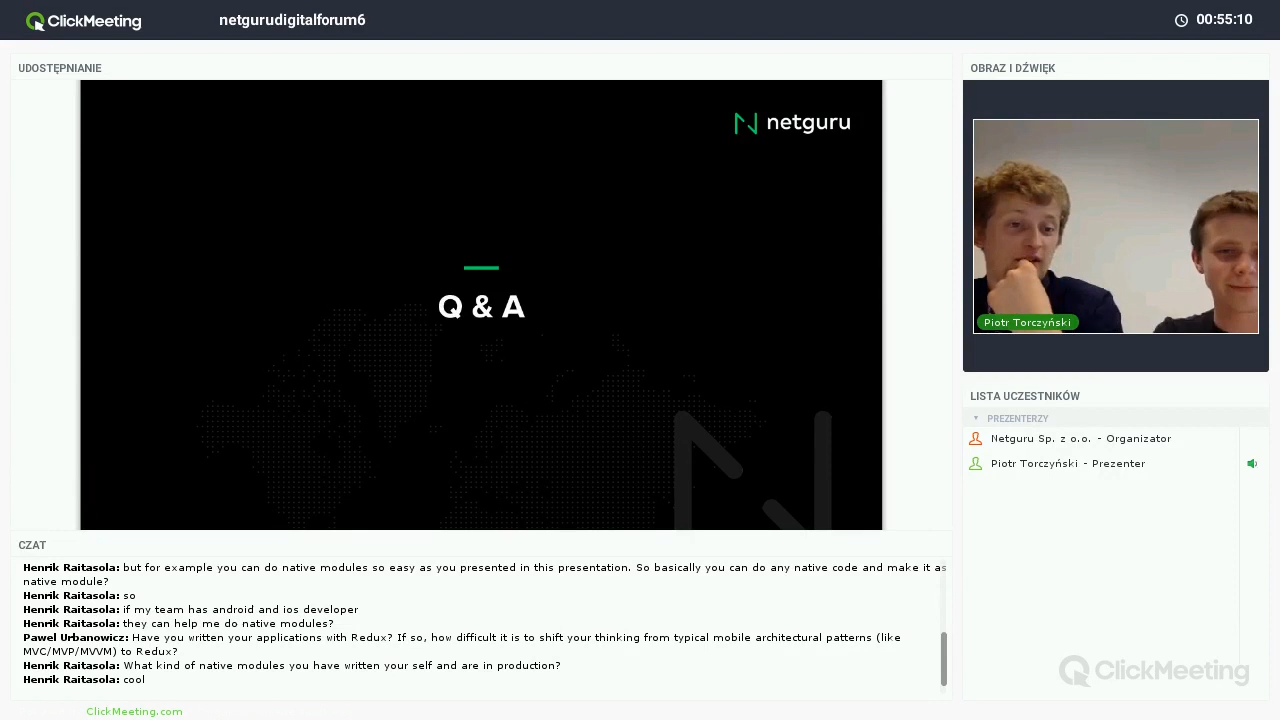 ClickMeeting
netgurudigitalforum6
00:55:10
UDOSTĘPNIANIE
netguru
Q & A
OBRAZ I DŹWIĘK
Piotr Torczyński
LISTA UCZESTNIKÓW
PREZENTERZY
Netguru Sp. z o.o. - Organizator
Piotr Torczyński - Prezenter
CZAT
Henrik Raitasola: but for example you can do native modules so easy as you presented in this presentation. So basically you can do any native code and make it as
native module?
Henrik Raitasola: so
Henrik Raitasola: if my team has android and ios developer
Henrik Raitasola: they can help me do native modules?
Pawel Urbanowicz: Have you written your applications with Redux? If so, how difficult it is to shift your thinking from typical mobile architectural patterns (like
MVC/MVP/MVVM) to Redux?
Henrik Raitasola: What kind of native modules you have written your self and are in production?
Henrik Raitasola: cool
ClickMeeting
ClickMeeting.com